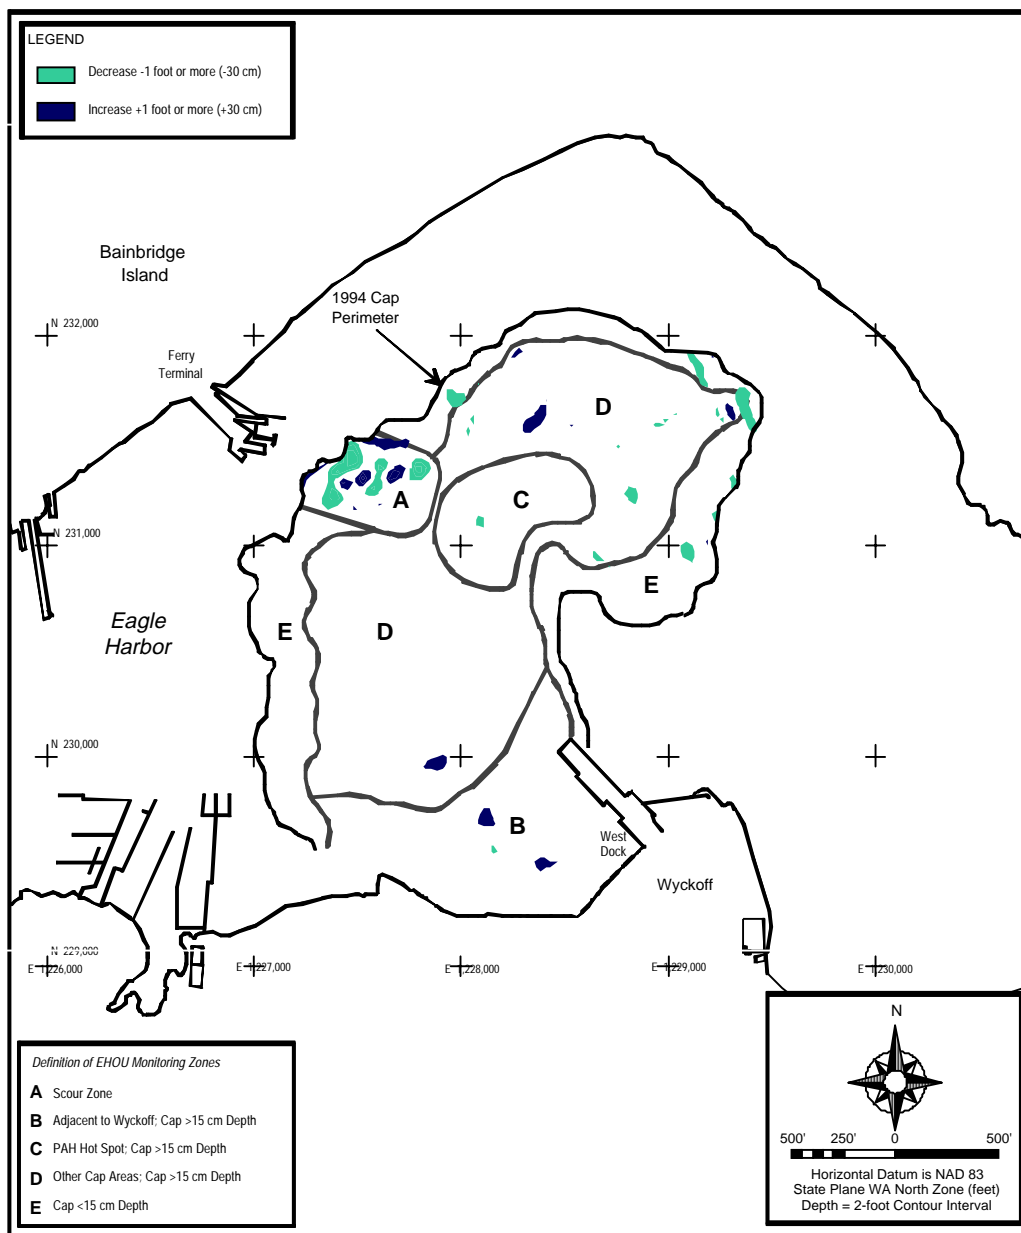 LEGEND
Decrease -1 foot or more (-30 cm)
Increase +1 foot or more (+30 cm)
Bainbridge
Island
1994 Cap
Perimeter
N 232,000
Ferry
Terminal
D
A
C
N 231,000
E
Eagle
Harbor
E
D
N 230,000
B
West
Dock
Wyckoff
N 229,000
E 1,226,000
E 1,227,000
E 1,228,000
E 1,229,000
E 1,230,000
Definition of EHOU Monitoring Zones
A Scour Zone
B Adjacent to Wyckoff; Cap >15 cm Depth
C PAH Hot Spot; Cap >15 cm Depth
D Other Cap Areas; Cap >15 cm Depth
E Cap <15 cm Depth
N
500' 250' 0 500'
Horizontal Datum is NAD 83
State Plane WA North Zone (feet)
Depth = 2-foot Contour Interval